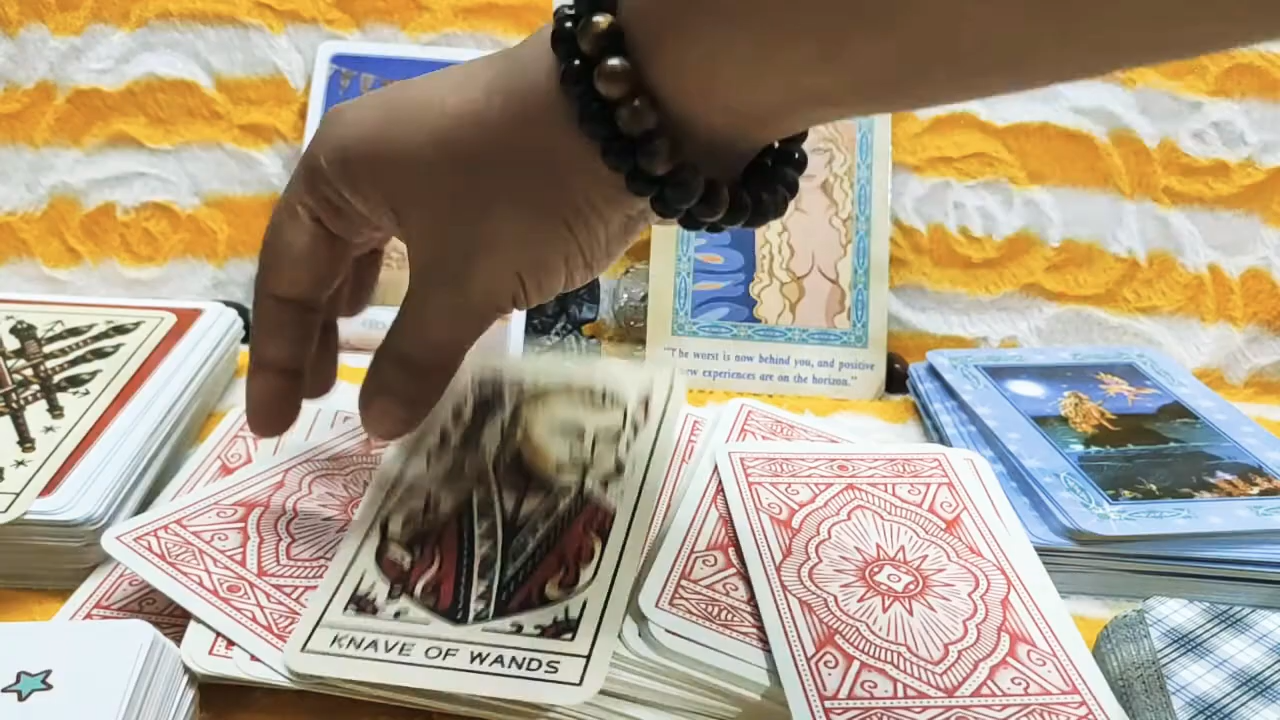 "The worst is now behind you, and positive
new experiences are on the horizon."
KNAVE OF WANDS